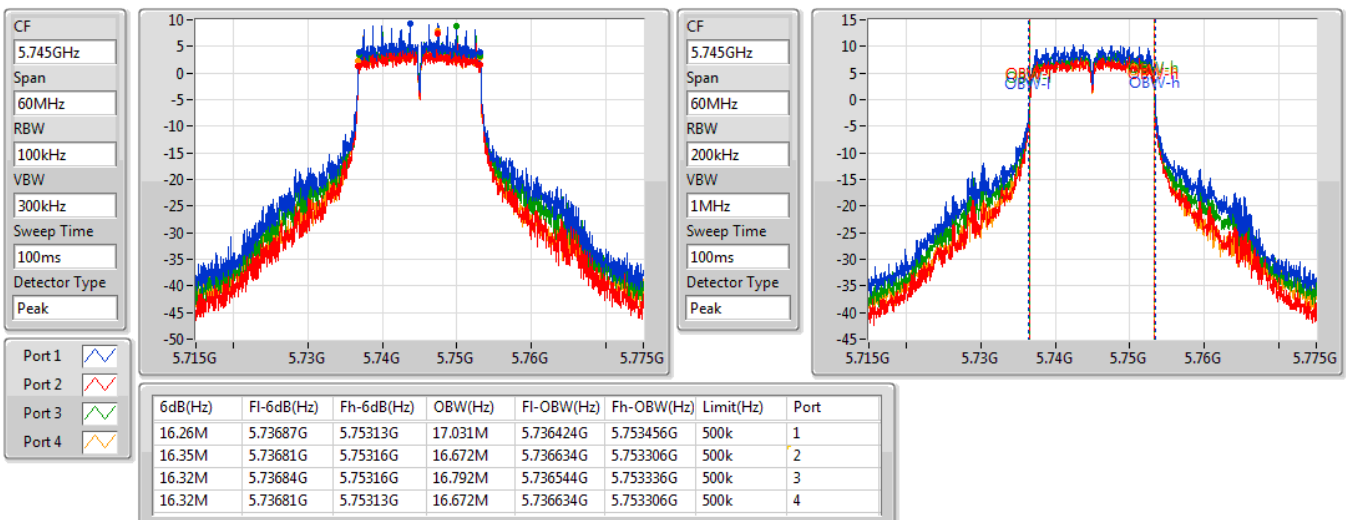 CF
5.745GHz
Span
60MHz
RBW
100kHz
VBW
300kHz
Sweep Time
100ms
Detector Type
Peak
10
5
0
-5
-10
-15
-20
-25
-30
-35
-40
-45
-50
5.715G 5.73G 5.74G 5.75G 5.76G 5.775G
CF
5.745GHz
Span
60MHz
RBW
200kHz
VBW
1MHz
Sweep Time
100ms
Detector Type
Peak
15
10
5
0
-5
-10
-15
-20
-25
-30
-35
-40
-45
OBW-l OBW-h
5.715G 5.73G 5.74G 5.75G 5.76G 5.775G
Port 1
Port 2
Port 3
Port 4
6dB(Hz) Fl-6dB(Hz) Fh-6dB(Hz) OBW(Hz) Fl-OBW(Hz) Fh-OBW(Hz) Limit(Hz) Port
16.26M 5.73687G 5.75313G 17.031M 5.736424G 5.753456G 500k 1
16.35M 5.73681G 5.75316G 16.672M 5.736634G 5.753306G 500k 2
16.32M 5.73684G 5.75316G 16.792M 5.736544G 5.753336G 500k 3
16.32M 5.73681G 5.75313G 16.672M 5.736634G 5.753306G 500k 4